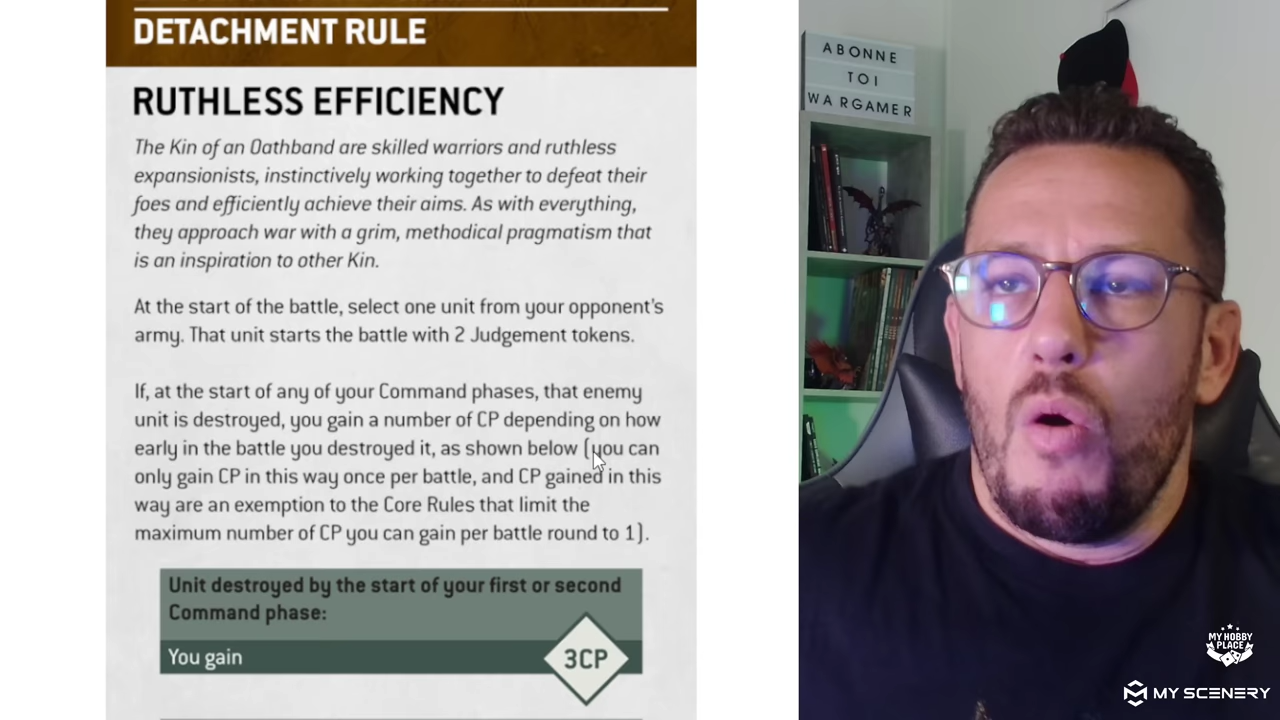 DETACHMENT RULE
RUTHLESS EFFICIENCY
The Kin of an Oathband are skilled warriors and ruthless
expansionists, instinctively working together to defeat their
foes and efficiently achieve their aims. As with everything,
they approach war with a grim, methodical pragmatism that
is an inspiration to other Kin.
At the start of the battle, select one unit from your opponent's
army. That unit starts the battle with 2 Judgement tokens.
If, at the start of any of your Command phases, that enemy
unit is destroyed, you gain a number of CP depending on how
early in the battle you destroyed it, as shown below (you can
only gain CP in this way once per battle, and CP gained in this
way are an exemption to the Core Rules that limit the
maximum number of CP you can gain per battle round to 1).
Unit destroyed by the start of your first or second
Command phase:
You gain
3CP
ABONNE
TOI
WARGAMER
MY HOBBY
PLACE
MY SCENERY